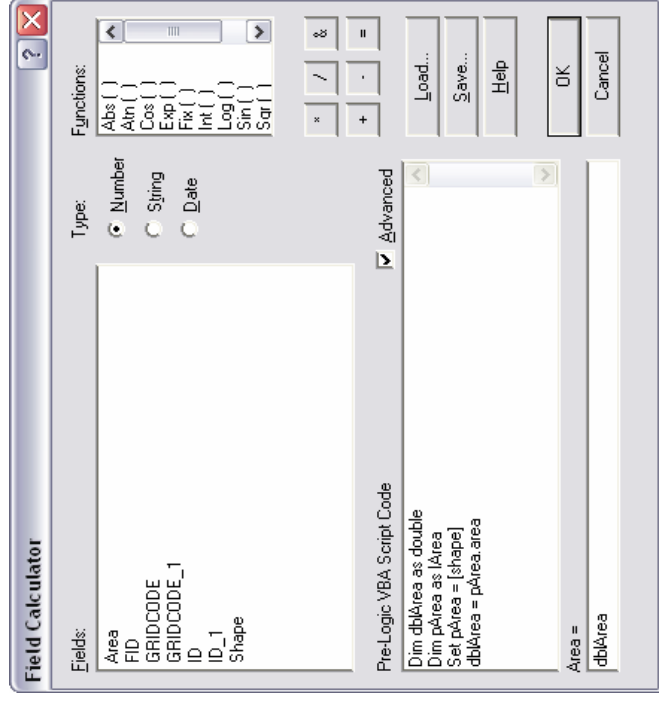 Field Calculator
Fields:
Area
FID
GRIDCODE
GRIDCODE_1
ID
ID_1
Shape
Type:
Number
String
Date
Functions:
Abs ( )
Atn ( )
Cos ( )
Exp ( )
Fix ( )
Int ( )
Log ( )
Sin ( )
Sqr ( )
* / &
+ - =
Pre-Logic VBA Script Code
Advanced
Dim dblArea as double
Dim pArea as IArea
Set pArea = [shape]
dblArea = pArea.area
Load...
Save...
Help
Area =
dblArea
OK
Cancel